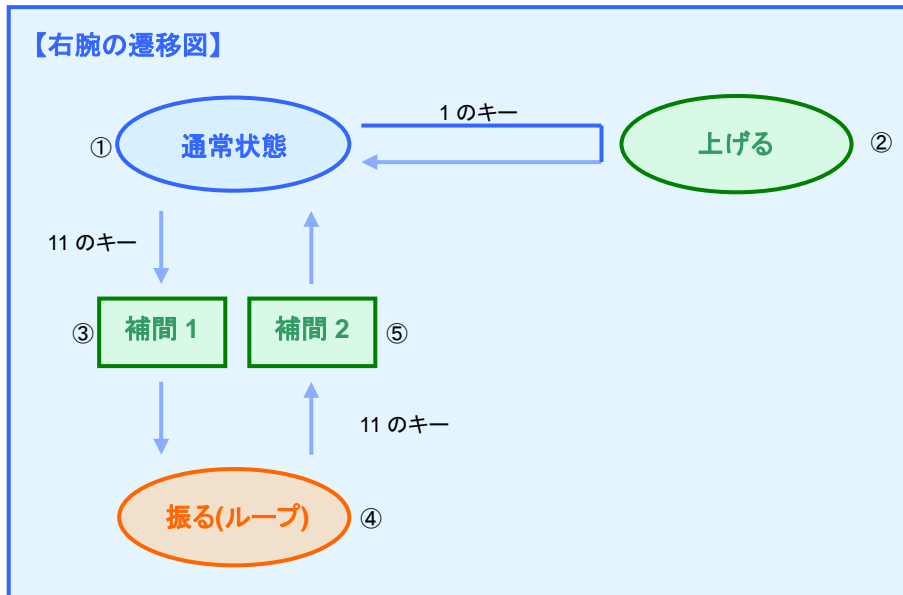 【右腕の遷移図】
1 のキー
① 通常状態
上げる ②
11 のキー
③ 補間 1
補間 2 ⑤
11 のキー
振る(ループ) ④